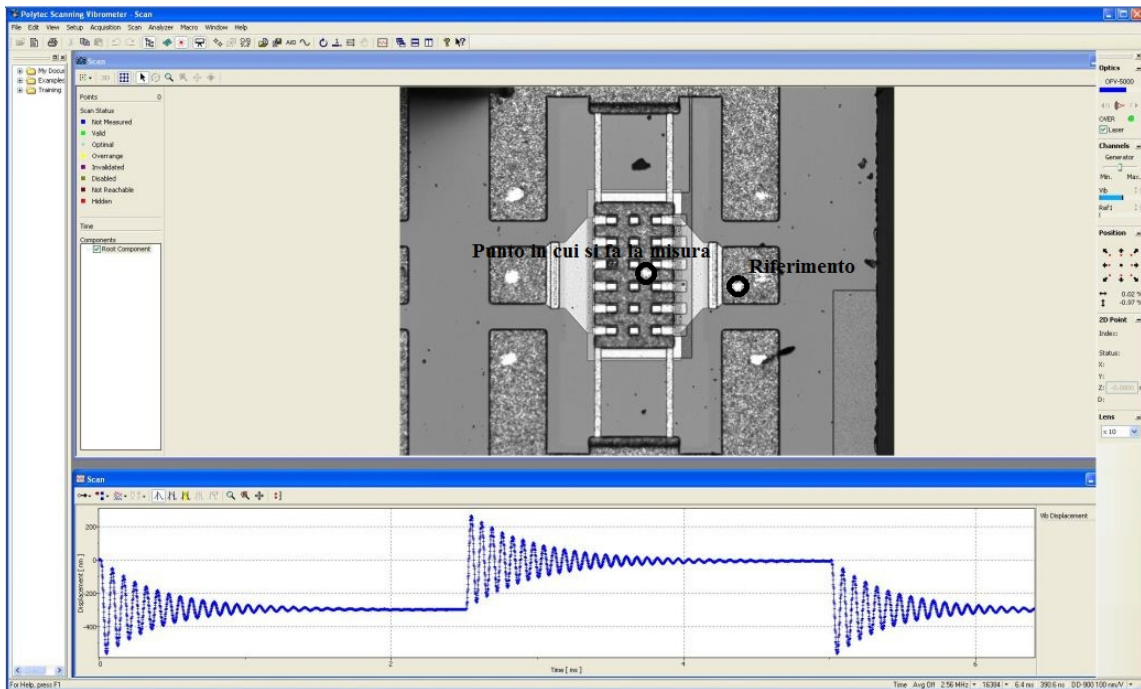 Polytec Scanning Vibrometer - Scan
File Edit View Setup Acquisition Scan Analyzer Macro Window Help
My Docu
Examples
Training
Scan
3D
Points 0
Scan Status
Not Measured
Valid
Optimal
Overrange
Invalidated
Disabled
Not Reachable
Hidden
Time
Components
Root Component
Punto in cui si fa la misura
Riferimento
Optics
OFV-5000
OVER
Laser
Channels
Generator
Min. Max.
Vib
Ref1
Position
0.02 %
-0.97 %
2D Point
Index:
Status:
X:
Y:
Z:
D:
Lens
x 10
Scan
Vib Displacement
Displacement [ nm ]
200
0
-200
-400
0 2 4 6
Time [ ms ]
For Help, press F1
Time Avg Off 2.56 MHz 16384 6.4 ms 390.6 ns DD-900 100 nm/V